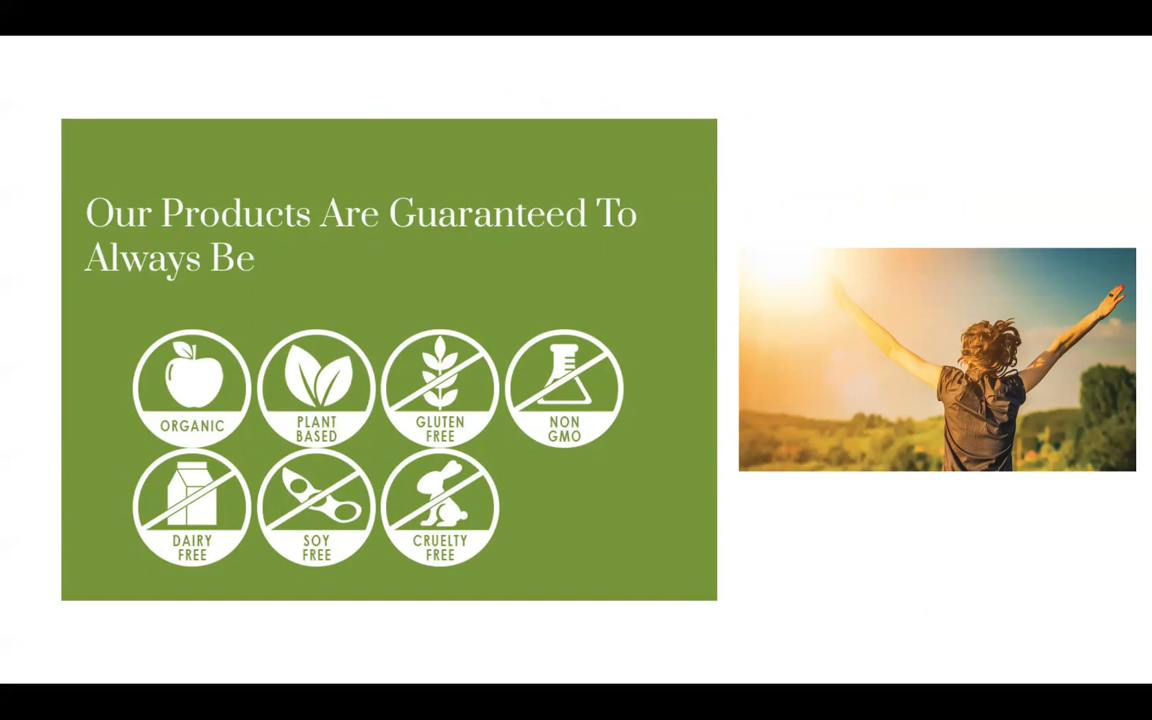 Our Products Are Guaranteed To
Always Be
ORGANIC
PLANT
BASED
GLUTEN
FREE
NON
GMO
DAIRY
FREE
SOY
FREE
CRUELTY
FREE